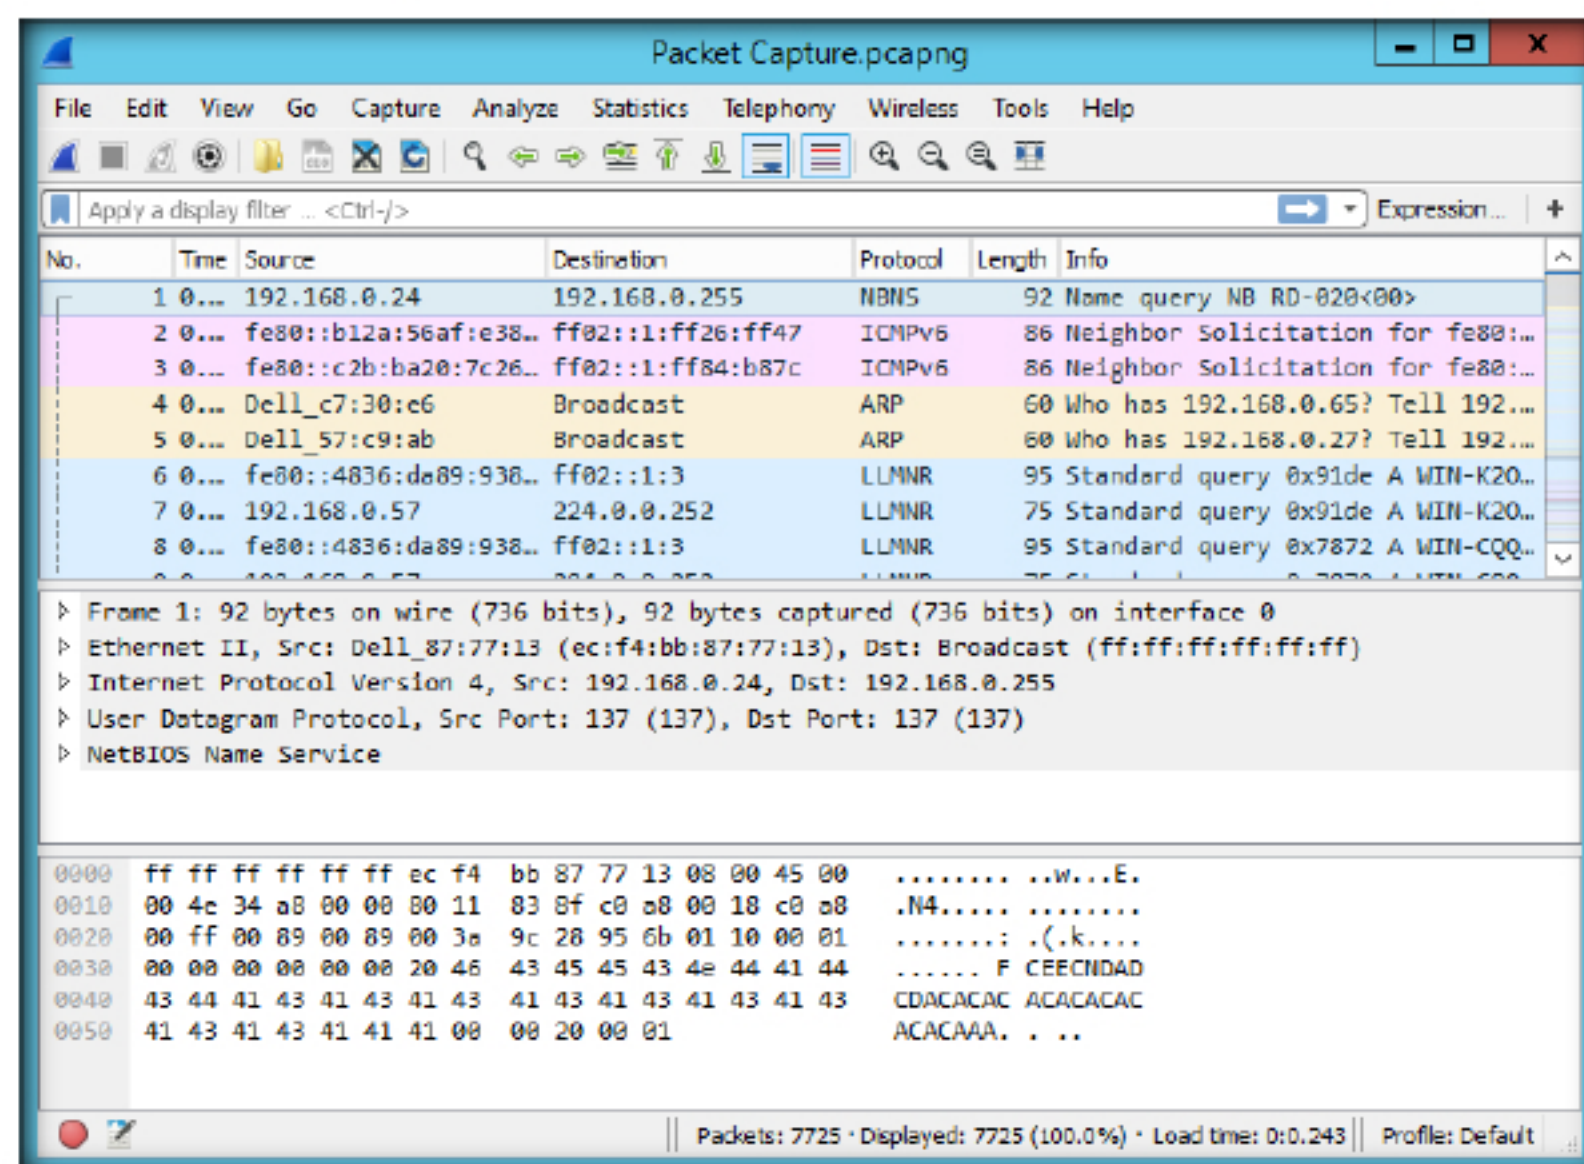 Packet Capture.pcapng
File Edit View Go Capture Analyze Statistics Telephony Wireless Tools Help
Apply a display filter ... <Ctrl-/> Expression... +
No. Time Source Destination Protocol Length Info
1 0... 192.168.0.24 192.168.0.255 NBNS 92 Name query NB RD-020<00>
2 0... fe80::b12a:56af:e38... ff02::1:ff26:ff47 ICMPv6 86 Neighbor Solicitation for fe80:...
3 0... fe80::c2b:ba20:7c26... ff02::1:ff84:b87c ICMPv6 86 Neighbor Solicitation for fe80:...
4 0... Dell_c7:30:e6 Broadcast ARP 60 Who has 192.168.0.65? Tell 192....
5 0... Dell_57:c9:ab Broadcast ARP 60 Who has 192.168.0.27? Tell 192....
6 0... fe80::4836:da89:938... ff02::1:3 LLMNR 95 Standard query 0x91de A WIN-K2O...
7 0... 192.168.0.57 224.0.0.252 LLMNR 75 Standard query 0x91de A WIN-K2O...
8 0... fe80::4836:da89:938... ff02::1:3 LLMNR 95 Standard query 0x7872 A WIN-CQQ...
Frame 1: 92 bytes on wire (736 bits), 92 bytes captured (736 bits) on interface 0
Ethernet II, Src: Dell_87:77:13 (ec:f4:bb:87:77:13), Dst: Broadcast (ff:ff:ff:ff:ff:ff)
Internet Protocol Version 4, Src: 192.168.0.24, Dst: 192.168.0.255
User Datagram Protocol, Src Port: 137 (137), Dst Port: 137 (137)
NetBIOS Name Service
0000 ff ff ff ff ff ff ec f4 bb 87 77 13 08 00 45 00 ........ ..w...E.
0010 00 4e 34 a8 00 00 80 11 83 8f c0 a8 00 18 c0 a8 .N4..... ........
0020 00 ff 00 89 00 89 00 3a 9c 28 95 6b 01 10 00 01 .......: .(.k....
0030 00 00 00 00 00 00 20 46 43 45 45 43 4e 44 41 44 ...... F CEECNDAD
0040 43 44 41 43 41 43 41 43 41 43 41 43 41 43 41 43 CDACACAC ACACACAC
0050 41 43 41 43 41 41 41 00 00 20 00 01 ACACAAA. . ..
Packets: 7725 · Displayed: 7725 (100.0%) · Load time: 0:0.243 Profile: Default